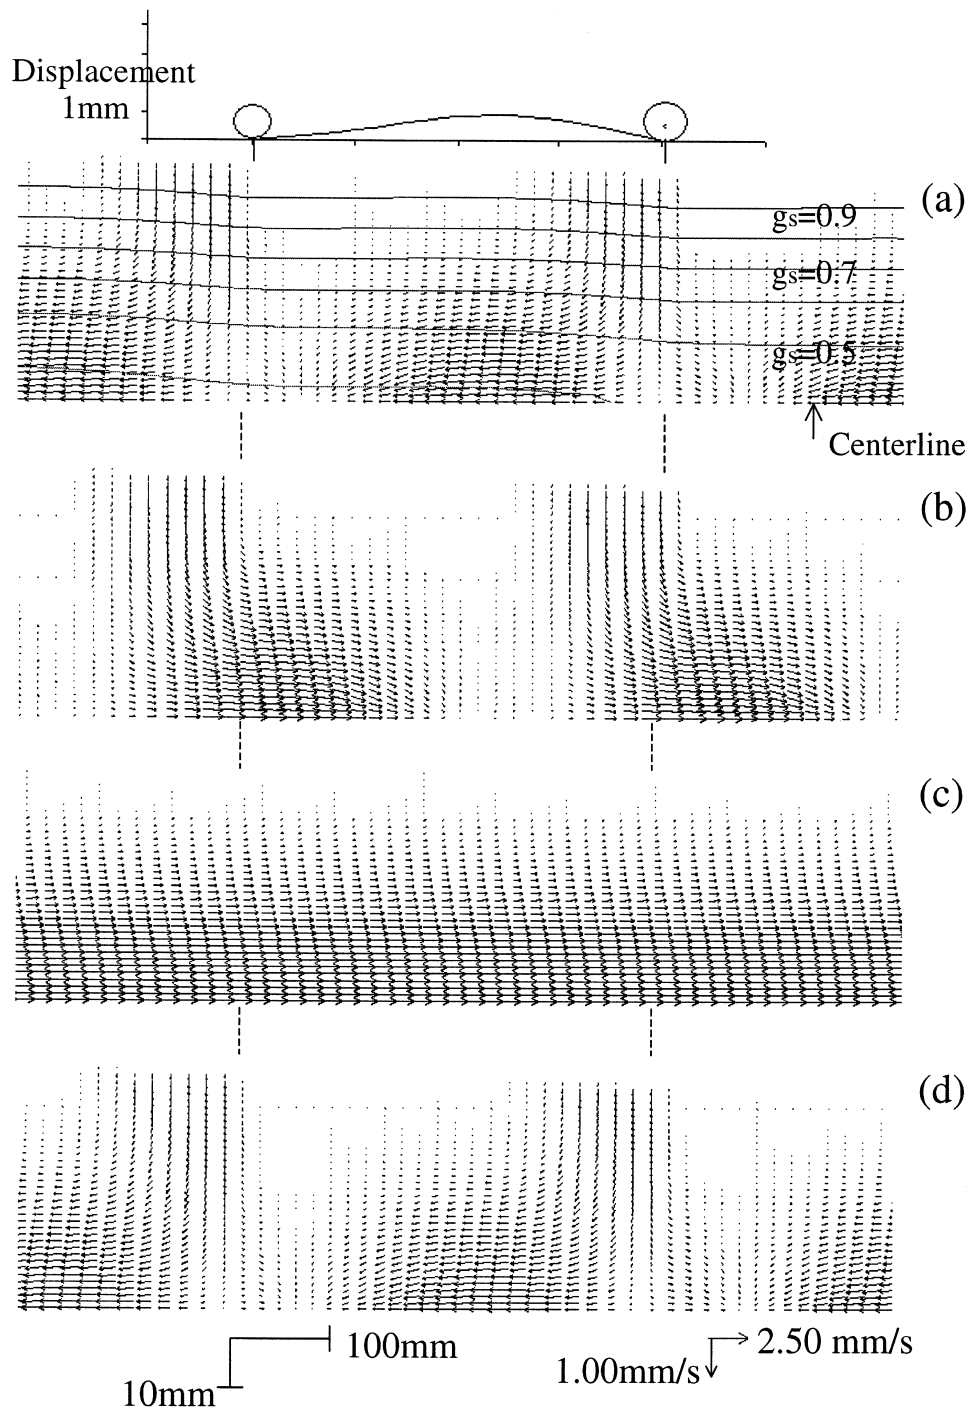 Displacement
1mm
(a)
gs=0.9
gs=0.7
gs=0.5
Centerline
(b)
(c)
(d)
100mm
10mm
2.50 mm/s
1.00mm/s